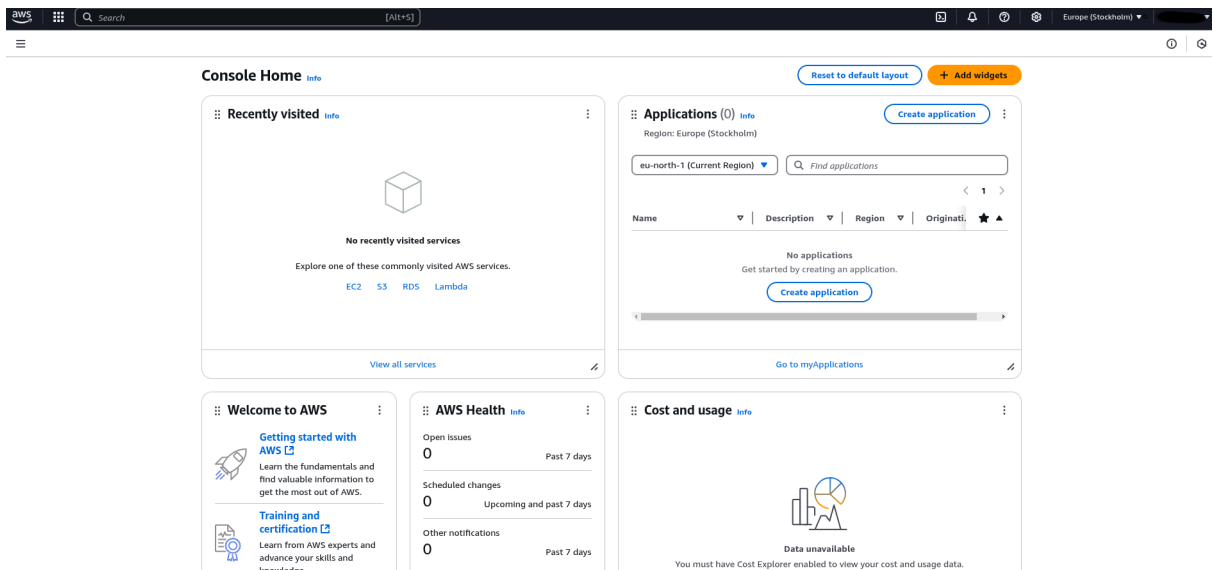 aws
Search [Alt+S]
Europe (Stockholm)
Console Home Info
Reset to default layout
+ Add widgets
Recently visited Info
No recently visited services
Explore one of these commonly visited AWS services.
EC2 S3 RDS Lambda
View all services
Applications (0) Info
Create application
Region: Europe (Stockholm)
eu-north-1 (Current Region)
Find applications
1
Name Description Region Originati.
No applications
Get started by creating an application.
Create application
Go to myApplications
Welcome to AWS
Getting started with
AWS
Learn the fundamentals and
find valuable information to
get the most out of AWS.
Training and
certification
Learn from AWS experts and
advance your skills and
knowledge
AWS Health Info
Open issues
0 Past 7 days
Scheduled changes
0 Upcoming and past 7 days
Other notifications
0 Past 7 days
Cost and usage Info
Data unavailable
You must have Cost Explorer enabled to view your cost and usage data.